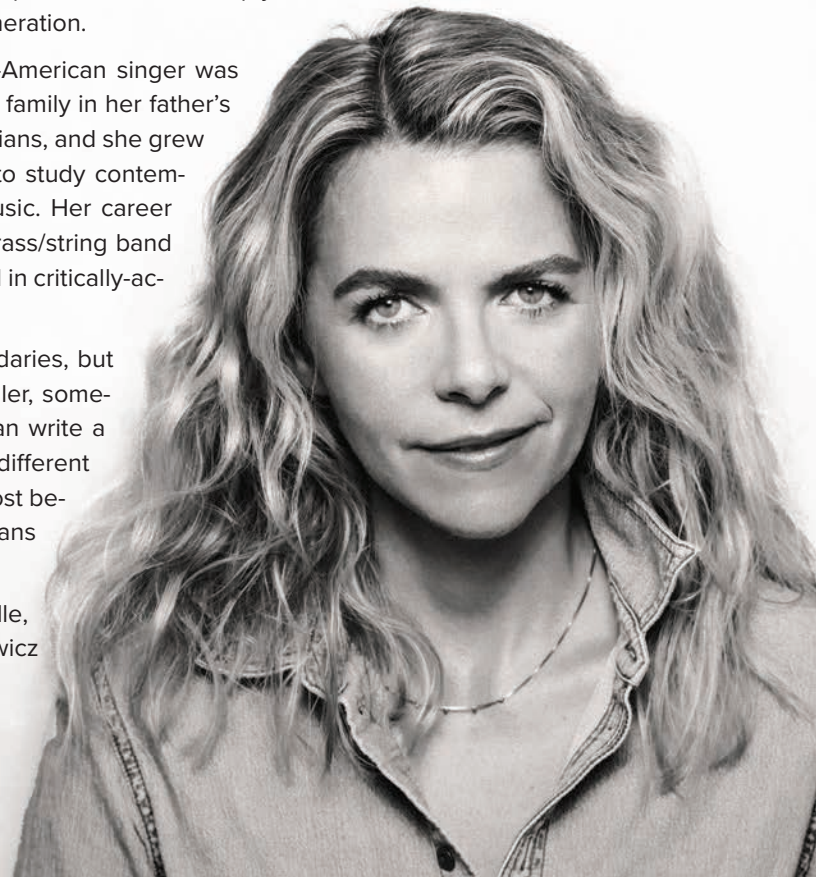 neration.
-American singer was
family in her father’s
ians, and she grew
to study contem-
usic. Her career
rass/string band
l in critically-ac-
daries, but
ler, some-
an write a
different
ost be-
ans
lle,
wicz